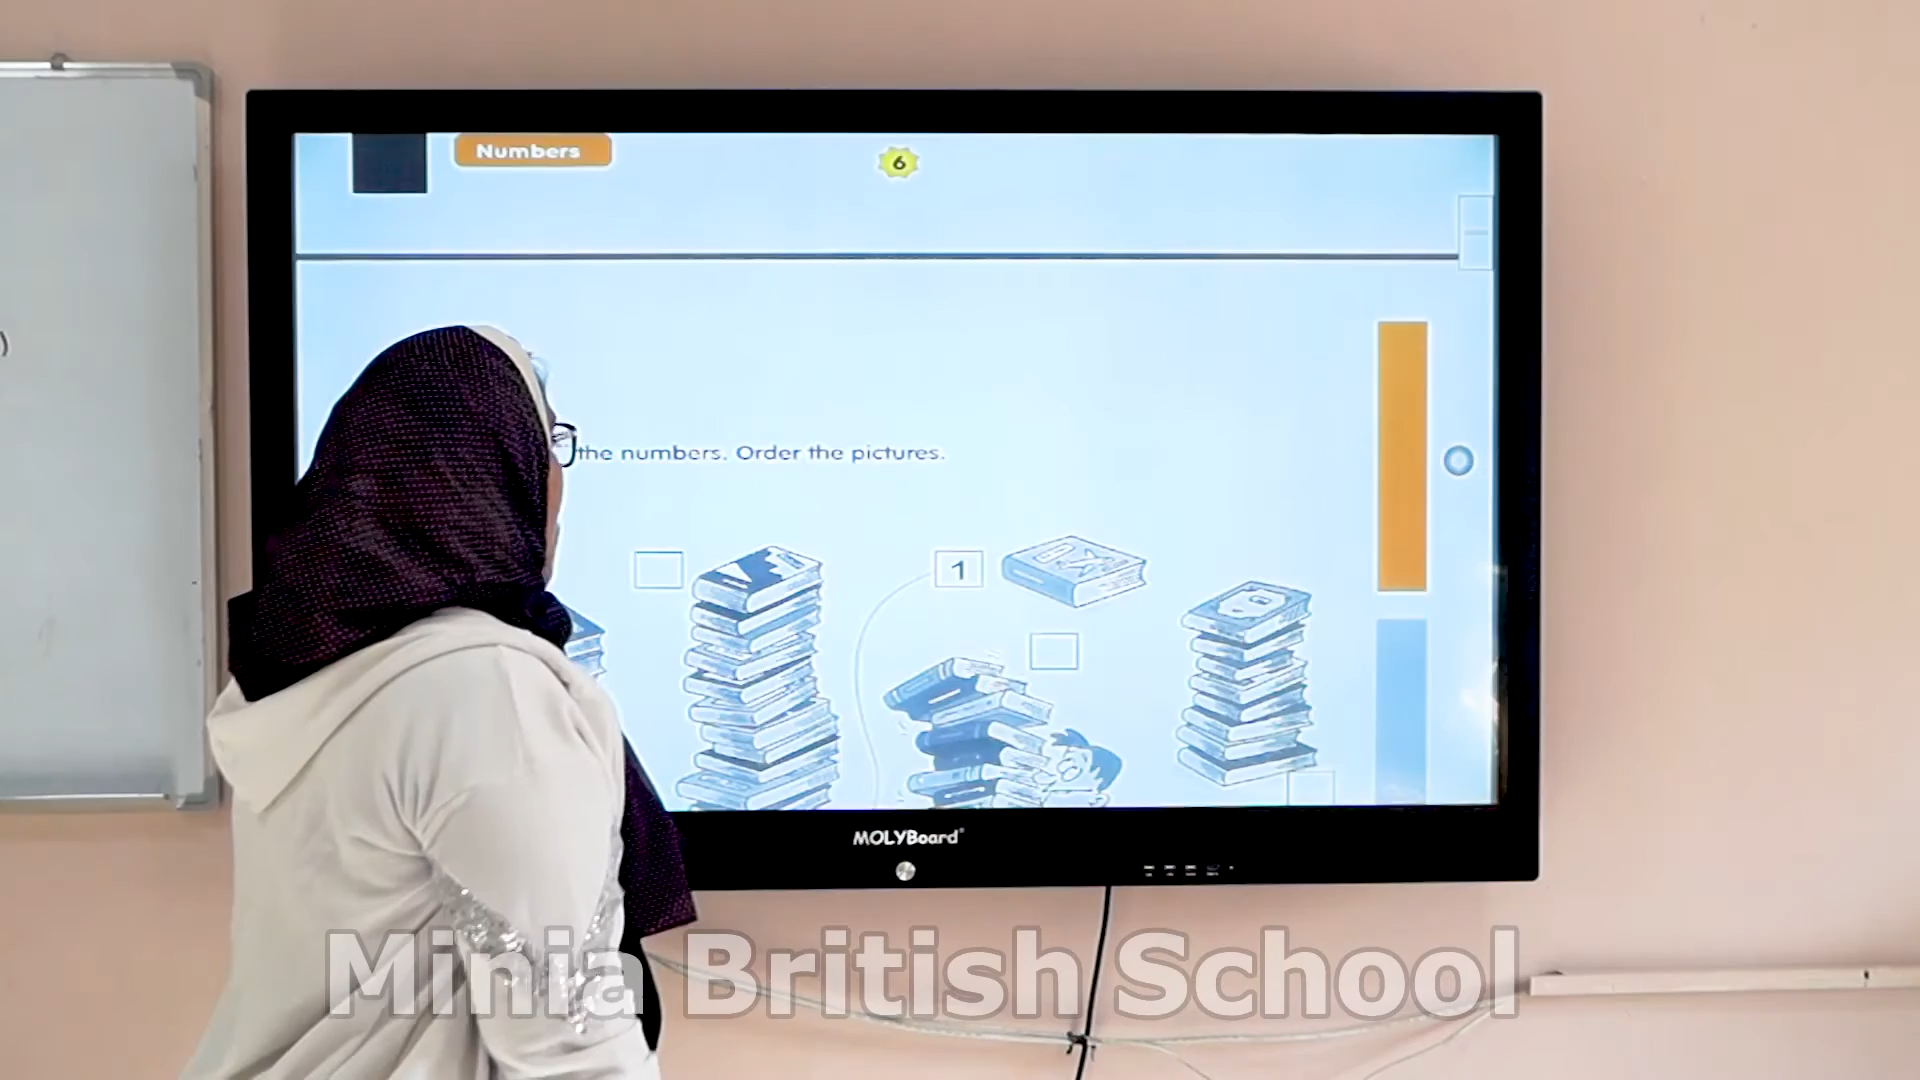 Numbers
6
the numbers. Order the pictures.
1
MOLYBoard
Minia British School